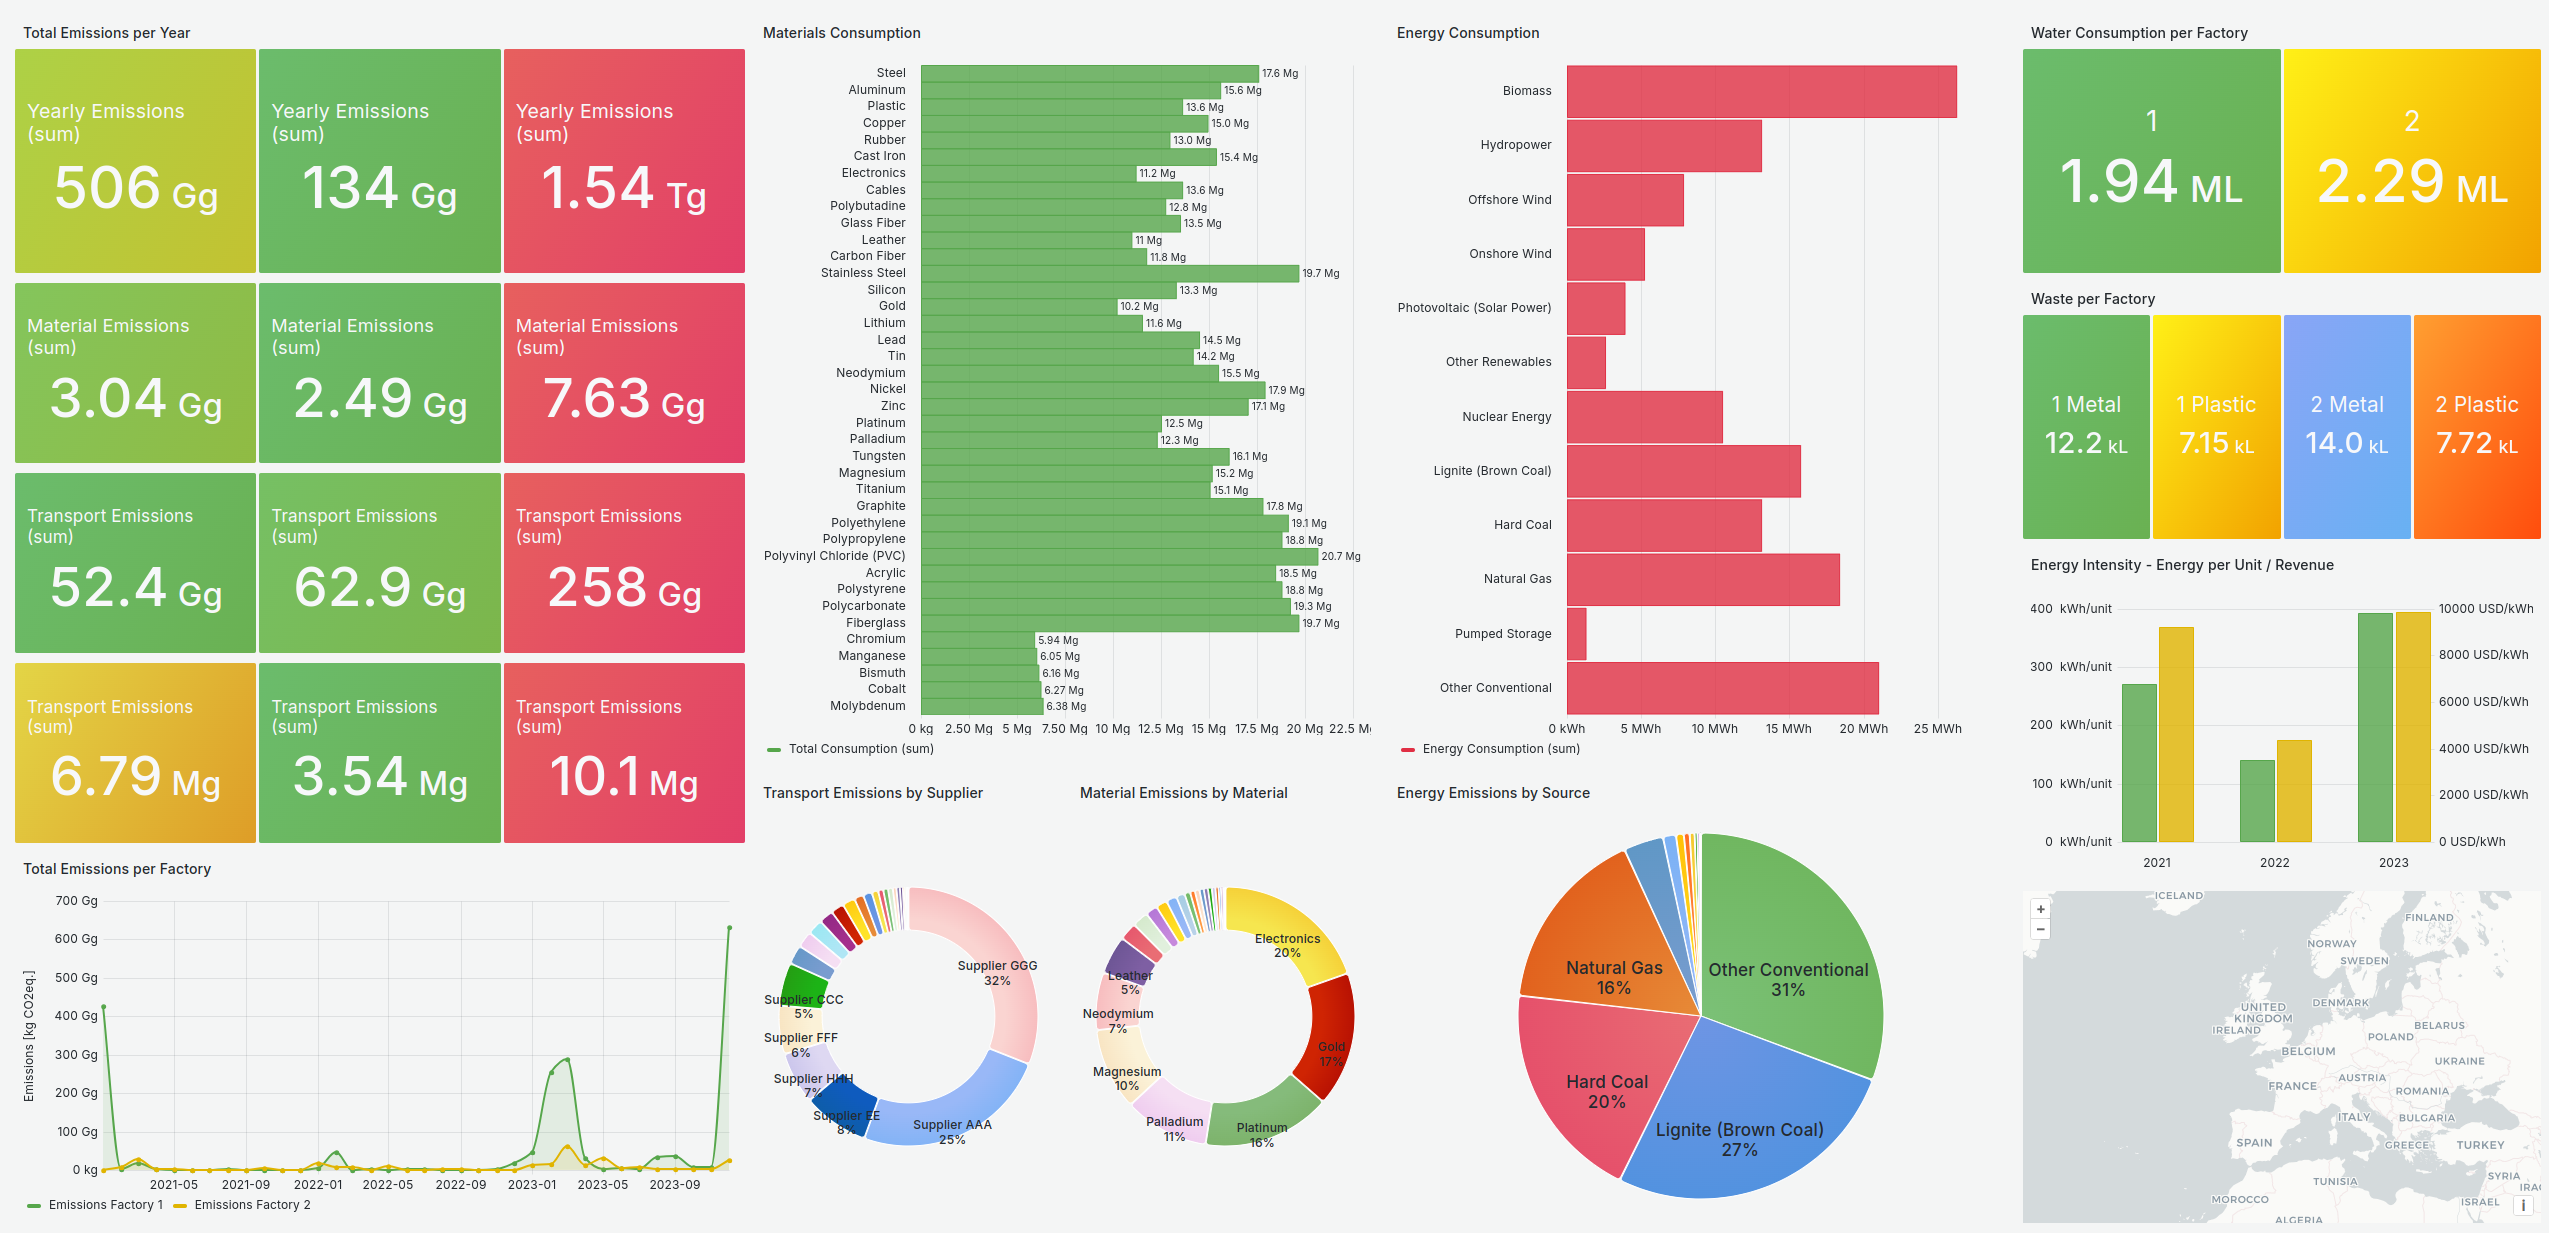 Total Emissions per Year
Yearly Emissions
(sum)
506 Gg
Yearly Emissions
(sum)
134 Gg
Yearly Emissions
(sum)
1.54 Tg
Material Emissions
(sum)
3.04 Gg
Material Emissions
(sum)
2.49 Gg
Material Emissions
(sum)
7.63 Gg
Transport Emissions
(sum)
52.4 Gg
Transport Emissions
(sum)
62.9 Gg
Transport Emissions
(sum)
258 Gg
Transport Emissions
(sum)
6.79 Mg
Transport Emissions
(sum)
3.54 Mg
Transport Emissions
(sum)
10.1 Mg
Total Emissions per Factory
Emissions [kg CO2eq.]
700 Gg
600 Gg
500 Gg
400 Gg
300 Gg
200 Gg
100 Gg
0 kg
2021-05 2021-09 2022-01 2022-05 2022-09 2023-01 2023-05 2023-09
Emissions Factory 1 Emissions Factory 2
Materials Consumption
Steel 17.6 Mg
Aluminum 15.6 Mg
Plastic 13.6 Mg
Copper 15.0 Mg
Rubber 13.0 Mg
Cast Iron 15.4 Mg
Electronics 11.2 Mg
Cables 13.6 Mg
Polybutadine 12.8 Mg
Glass Fiber 13.5 Mg
Leather 11 Mg
Carbon Fiber 11.8 Mg
Stainless Steel 19.7 Mg
Silicon 13.3 Mg
Gold 10.2 Mg
Lithium 11.6 Mg
Lead 14.5 Mg
Tin 14.2 Mg
Neodymium 15.5 Mg
Nickel 17.9 Mg
Zinc 17.1 Mg
Platinum 12.5 Mg
Palladium 12.3 Mg
Tungsten 16.1 Mg
Magnesium 15.2 Mg
Titanium 15.1 Mg
Graphite 17.8 Mg
Polyethylene 19.1 Mg
Polypropylene 18.8 Mg
Polyvinyl Chloride (PVC) 20.7 Mg
Acrylic 18.5 Mg
Polystyrene 18.8 Mg
Polycarbonate 19.3 Mg
Fiberglass 19.7 Mg
Chromium 5.94 Mg
Manganese 6.05 Mg
Bismuth 6.16 Mg
Cobalt 6.27 Mg
Molybdenum 6.38 Mg
0 kg 2.50 Mg 5 Mg 7.50 Mg 10 Mg 12.5 Mg 15 Mg 17.5 Mg 20 Mg 22.5
Total Consumption (sum)
Energy Consumption
Biomass
Hydropower
Offshore Wind
Onshore Wind
Photovoltaic (Solar Power)
Other Renewables
Nuclear Energy
Lignite (Brown Coal)
Hard Coal
Natural Gas
Pumped Storage
Other Conventional
0 kWh 5 MWh 10 MWh 15 MWh 20 MWh 25 MWh
Energy Consumption (sum)
Transport Emissions by Supplier
Supplier GGG
32%
Supplier AAA
25%
Supplier EE
8%
Supplier HHH
7%
Supplier FFF
6%
Supplier CCC
5%
Material Emissions by Material
Electronics
20%
Gold
17%
Platinum
16%
Palladium
11%
Magnesium
10%
Neodymium
7%
Leather
5%
Energy Emissions by Source
Other Conventional
31%
Lignite (Brown Coal)
27%
Hard Coal
20%
Natural Gas
16%
Water Consumption per Factory
1
1.94 ML
2
2.29 ML
Waste per Factory
1 Metal
12.2 kL
1 Plastic
7.15 kL
2 Metal
14.0 kL
2 Plastic
7.72 kL
Energy Intensity - Energy per Unit / Revenue
400 kWh/unit
300 kWh/unit
200 kWh/unit
100 kWh/unit
0 kWh/unit
10000 USD/kWh
8000 USD/kWh
6000 USD/kWh
4000 USD/kWh
2000 USD/kWh
0 USD/kWh
2021 2022 2023
+
−
ICELAND
FINLAND
NORWAY
SWEDEN
UNITED
KINGDOM
DENMARK
IRELAND
BELARUS
POLAND
BELGIUM
UKRAINE
AUSTRIA
FRANCE
ROMANIA
ITALY
BULGARIA
SPAIN
GREECE
TURKEY
SYRIA
TUNISIA
MOROCCO
ISRAEL
ALGERIA
i